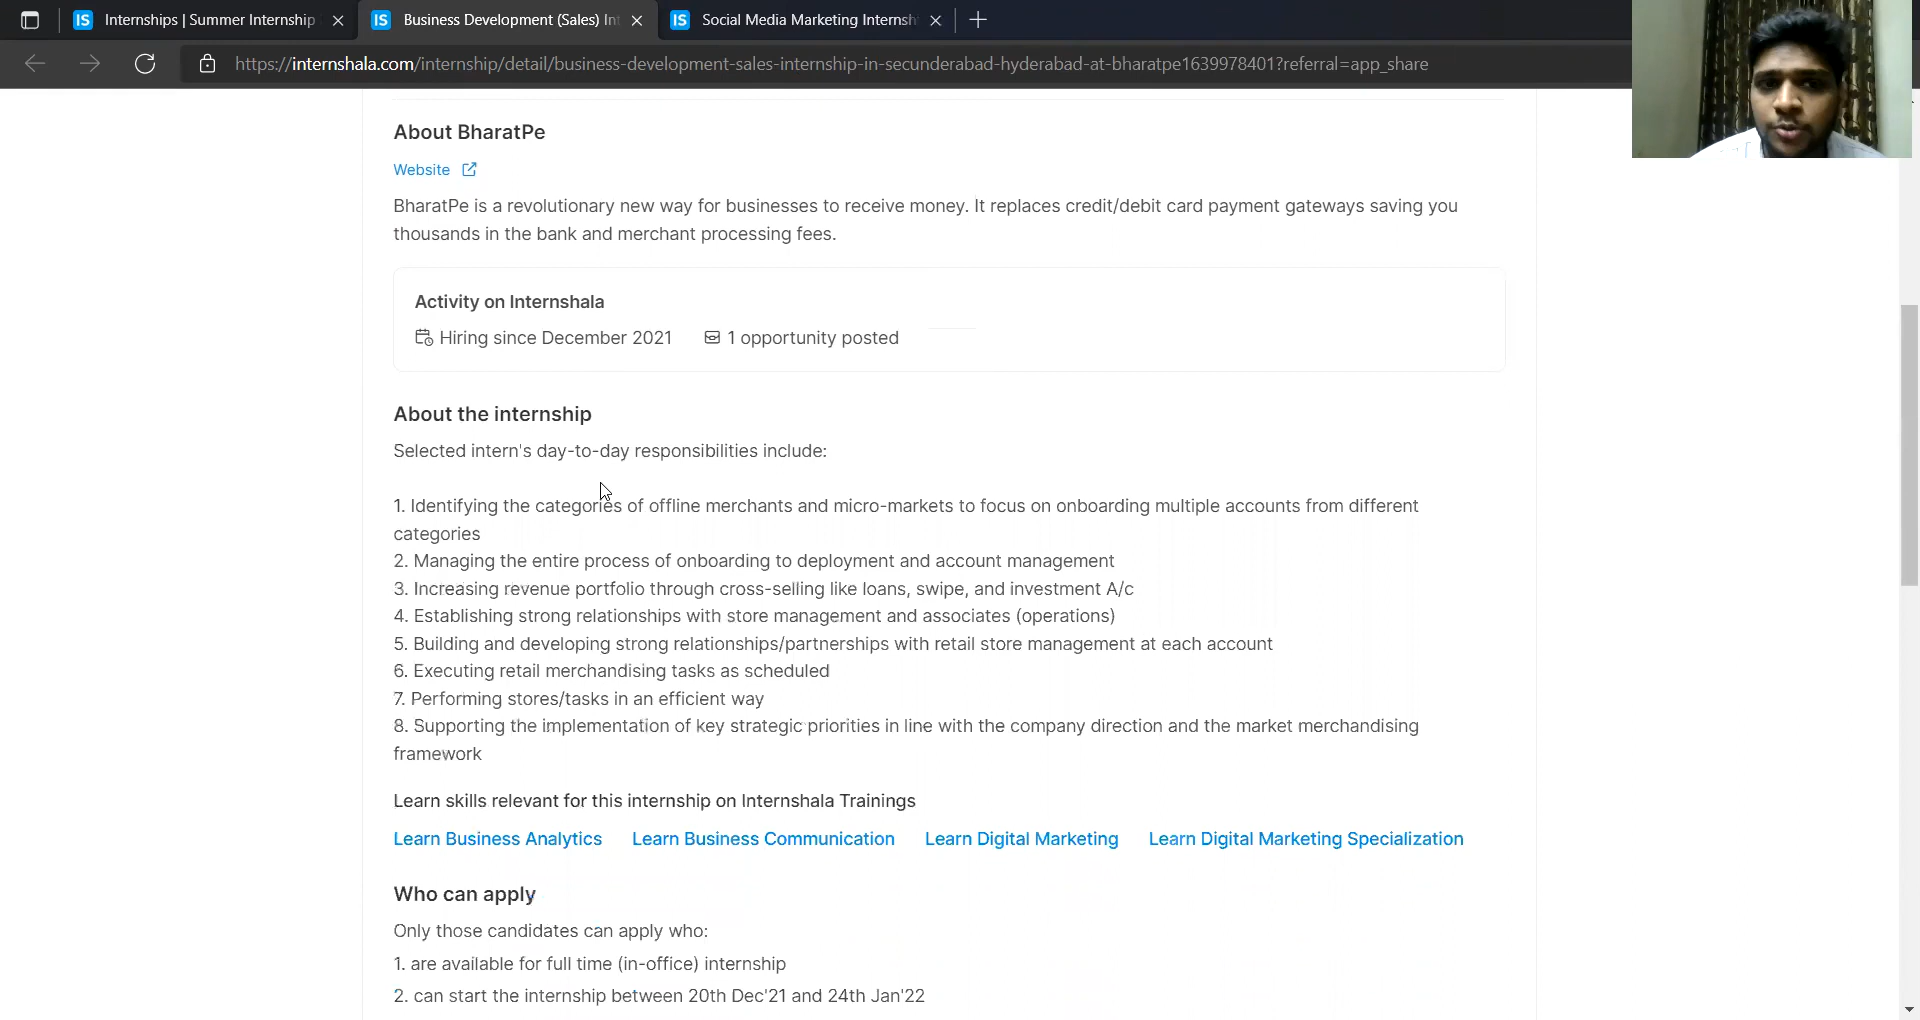 Internships | Summer Internship
Business Development (Sales) Int
Social Media Marketing Internsh
https://internshala.com/internship/detail/business-development-sales-internship-in-secunderabad-hyderabad-at-bharatpe1639978401?referral=app_share
About BharatPe
Website
BharatPe is a revolutionary new way for businesses to receive money. It replaces credit/debit card payment gateways saving you
thousands in the bank and merchant processing fees.
Activity on Internshala
Hiring since December 2021 1 opportunity posted
About the internship
Selected intern's day-to-day responsibilities include:
1. Identifying the categories of offline merchants and micro-markets to focus on onboarding multiple accounts from different
categories
2. Managing the entire process of onboarding to deployment and account management
3. Increasing revenue portfolio through cross-selling like loans, swipe, and investment A/c
4. Establishing strong relationships with store management and associates (operations)
5. Building and developing strong relationships/partnerships with retail store management at each account
6. Executing retail merchandising tasks as scheduled
7. Performing stores/tasks in an efficient way
8. Supporting the implementation of key strategic priorities in line with the company direction and the market merchandising
framework
Learn skills relevant for this internship on Internshala Trainings
Learn Business Analytics Learn Business Communication Learn Digital Marketing Learn Digital Marketing Specialization
Who can apply
Only those candidates can apply who:
1. are available for full time (in-office) internship
2. can start the internship between 20th Dec'21 and 24th Jan'22